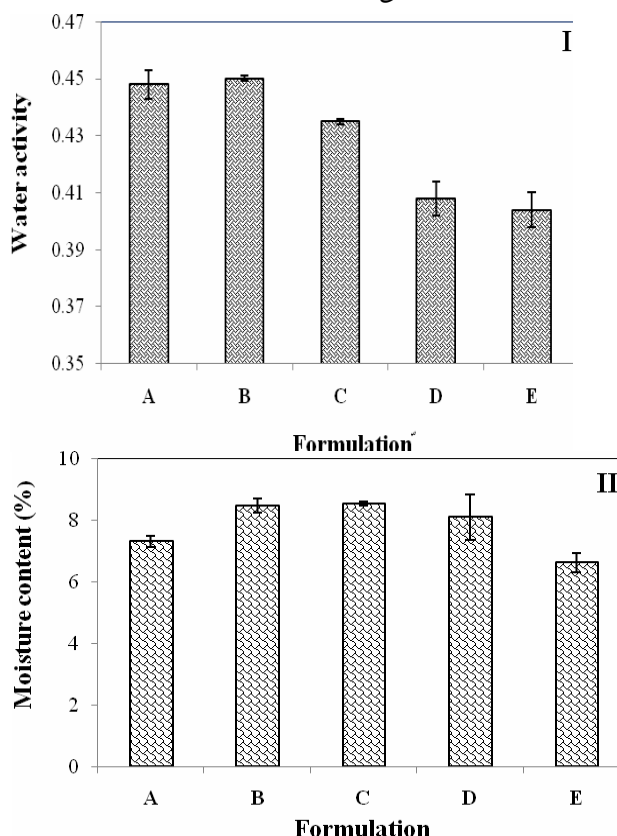 0.47
I
0.45
0.43
0.41
0.39
0.37
0.35
Water activity
A B C D E
Formulation
10
II
8
6
4
2
0
Moisture content (%)
A B C D E
Formulation